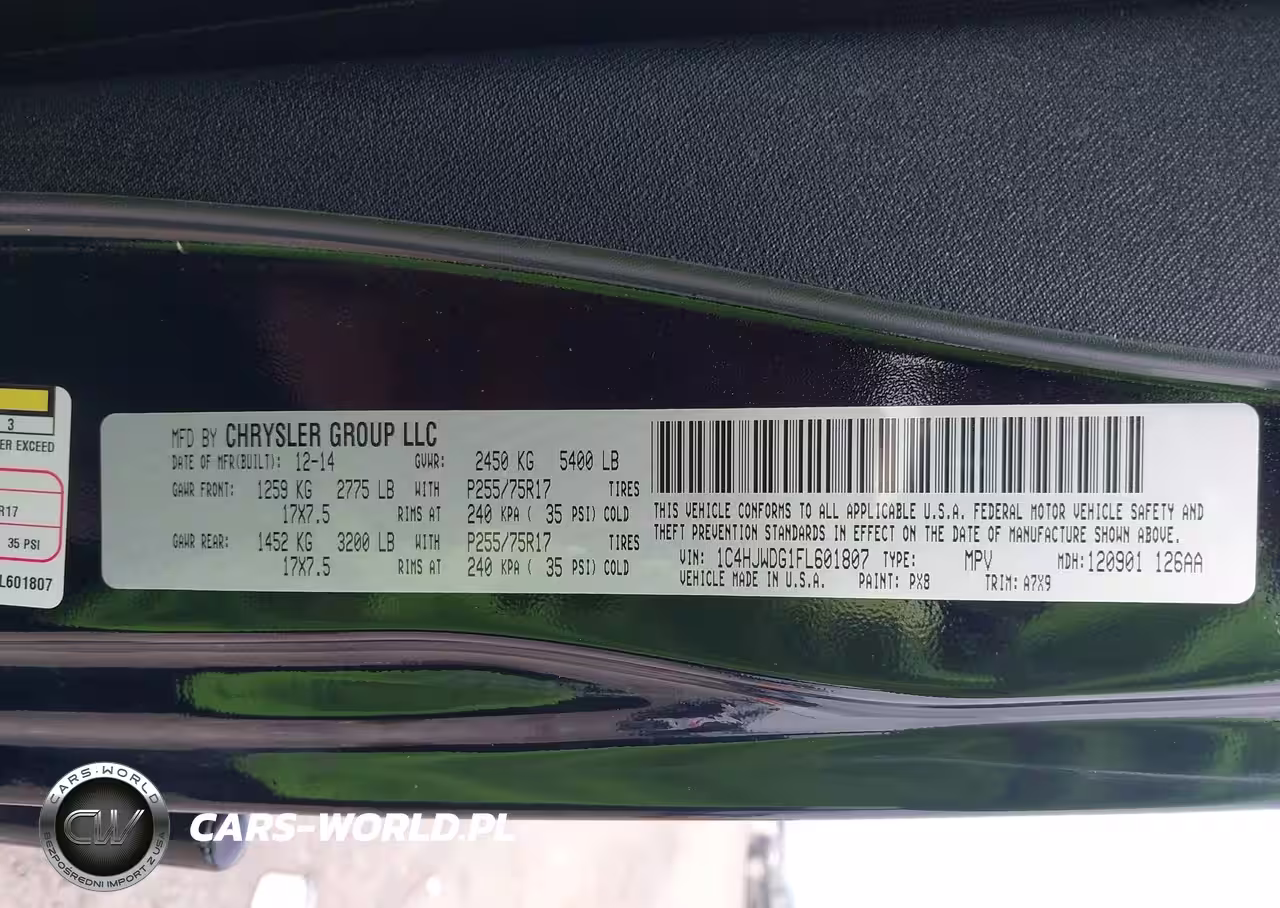 3
ER EXCEED
R17
35 PSI
L601807
MFD BY CHRYSLER GROUP LLC
DATE OF MFR(BUILT): 12-14 GVWR: 2450 KG 5400 LB
GAWR FRONT: 1259 KG 2775 LB WITH P255/75R17 TIRES
17X7.5 RIMS AT 240 KPA ( 35 PSI) COLD
GAWR REAR: 1452 KG 3200 LB WITH P255/75R17 TIRES
17X7.5 RIMS AT 240 KPA ( 35 PSI) COLD
THIS VEHICLE CONFORMS TO ALL APPLICABLE U.S.A. FEDERAL MOTOR VEHICLE SAFETY AND
THEFT PREVENTION STANDARDS IN EFFECT ON THE DATE OF MANUFACTURE SHOWN ABOVE.
VIN: 1C4HJWDG1FL601807 TYPE: MPV MDH: 120901 126AA
VEHICLE MADE IN U.S.A. PAINT: PX8 TRIM: A7X9
CARS-WORLD
CW
BEZPOŚREDNI IMPORT Z USA
CARS-WORLD.PL